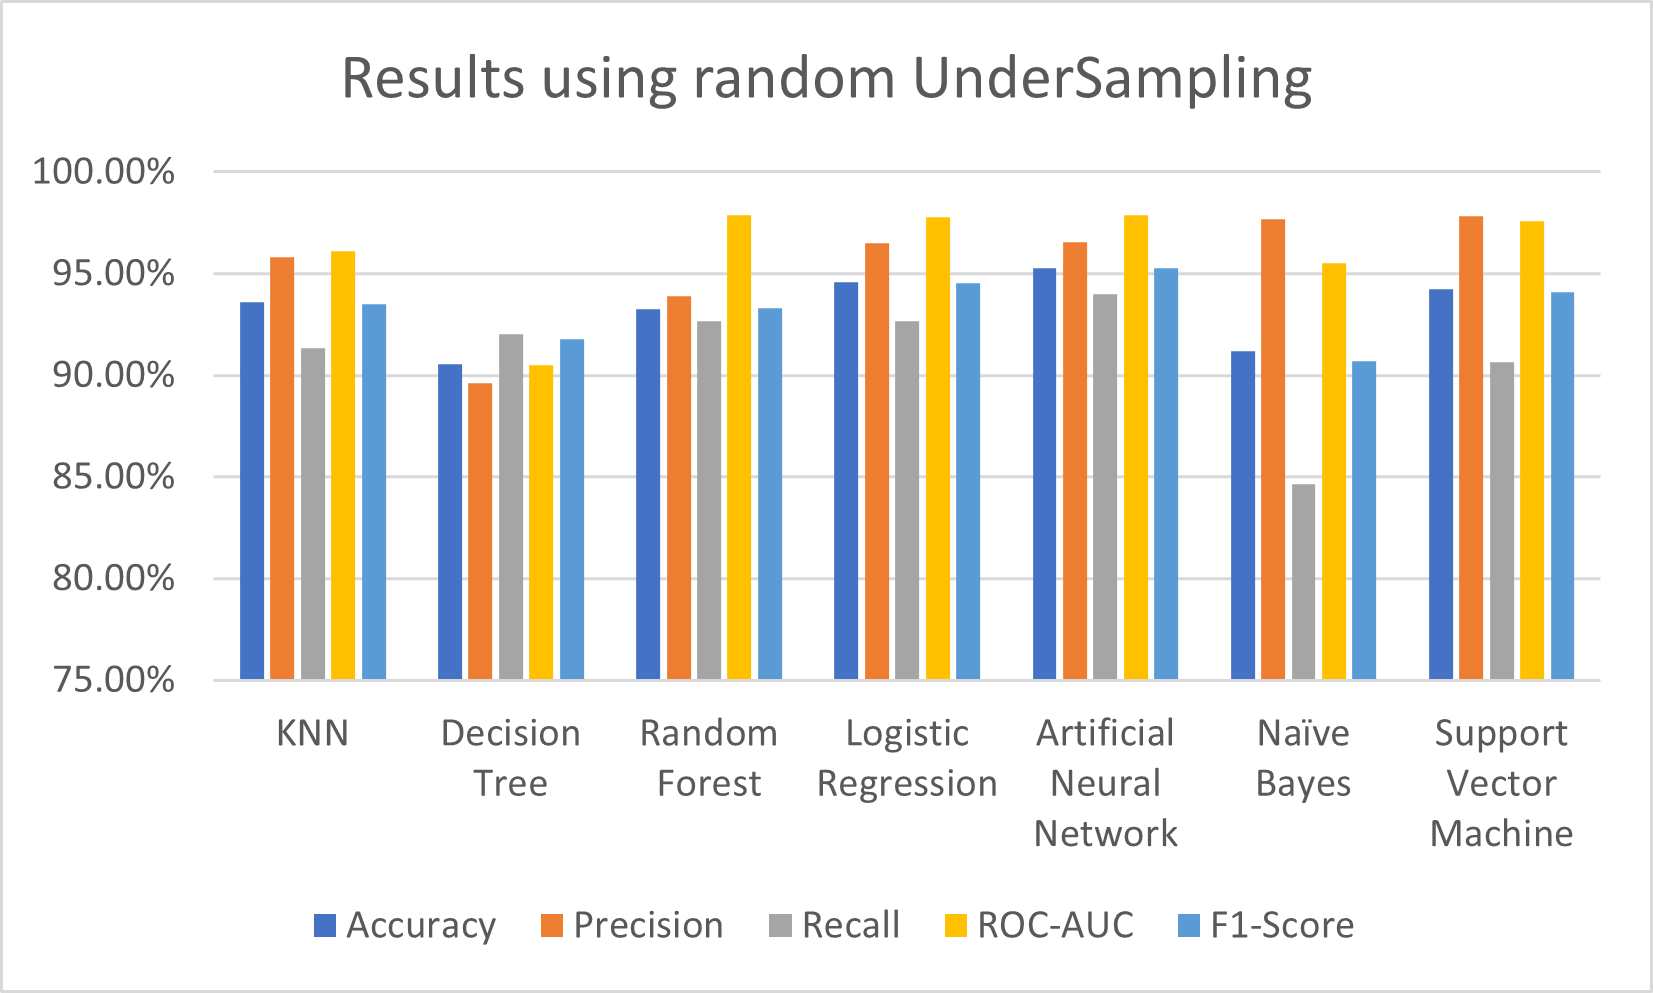 Results using random UnderSampling
100.00%
95.00%
90.00%
85.00%
80.00%
75.00%
KNN
Decision
Tree
Random
Forest
Logistic
Regression
Artificial
Neural
Network
Naïve
Bayes
Support
Vector
Machine
Accuracy Precision Recall ROC-AUC F1-Score